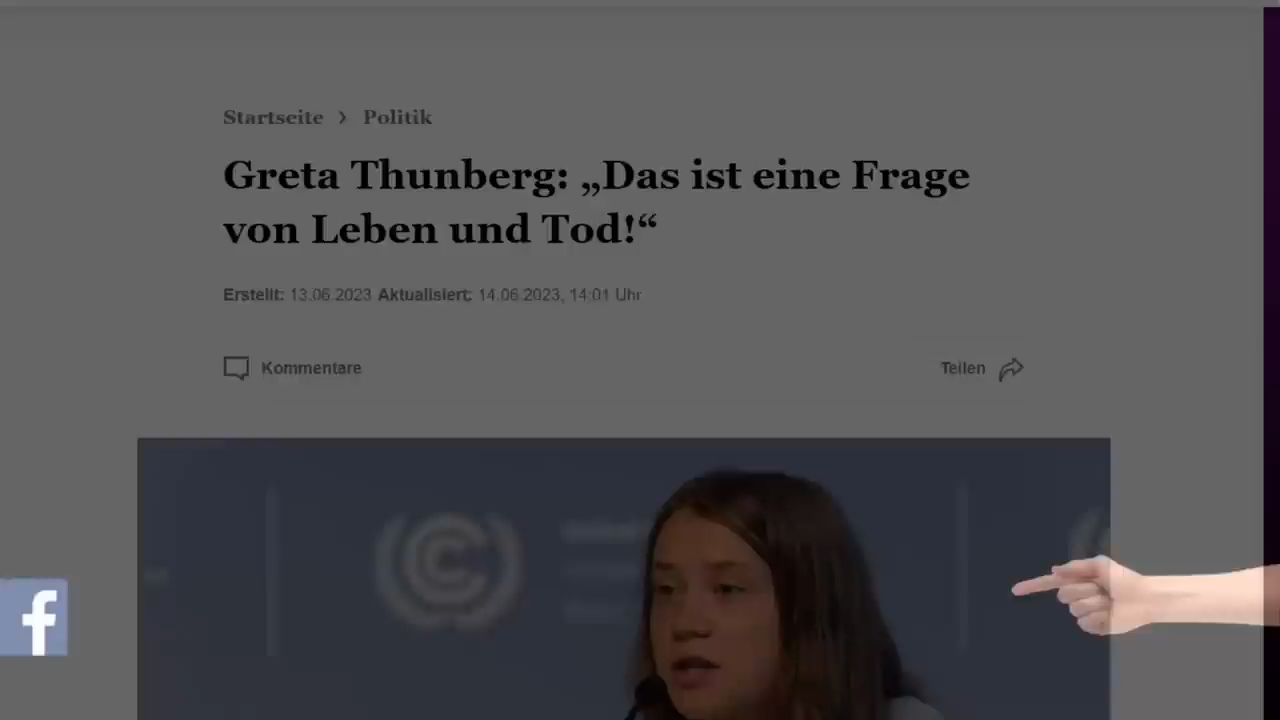 Startseite › Politik
Greta Thunberg: „Das ist eine Frage
von Leben und Tod!“
Erstellt: 13.06.2023 Aktualisiert: 14.06.2023, 14:01 Uhr
Kommentare
Teilen
f